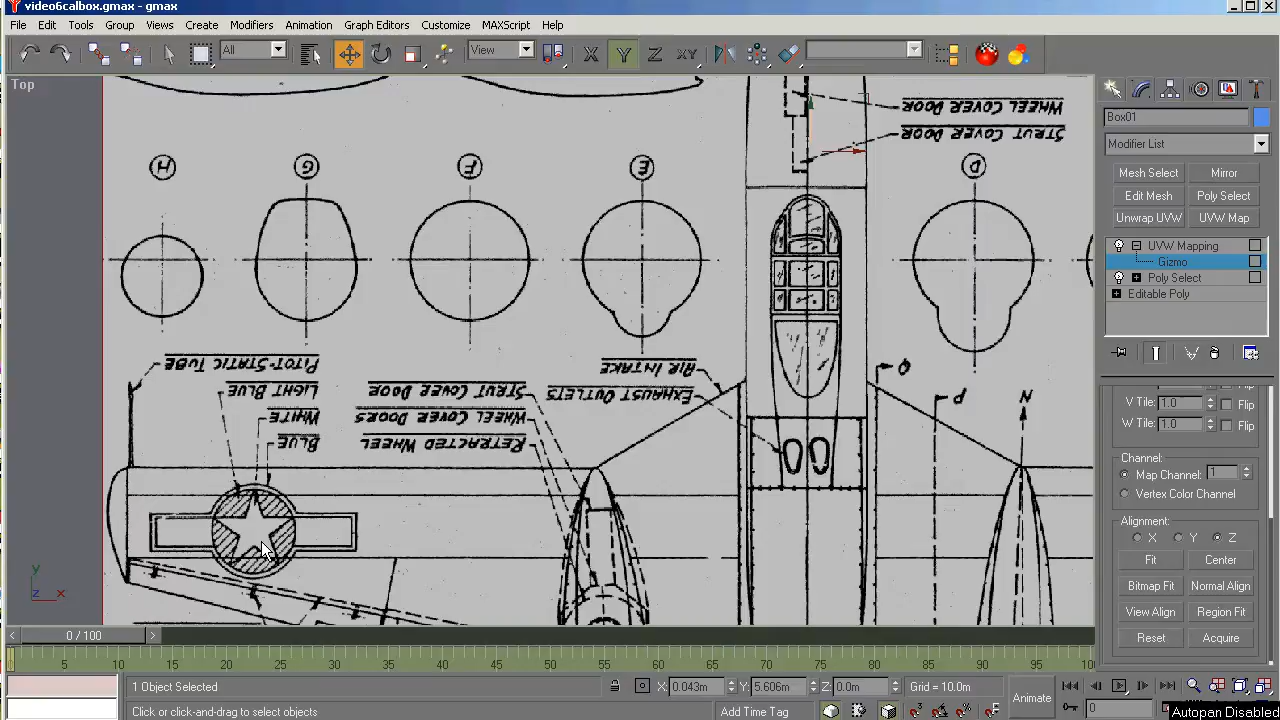 video6calbox.gmax - gmax
File Edit Tools Group Views Create Modifiers Animation Graph Editors Customize MAXScript Help
All View X Y Z XY
Top
WHEEL COVER DOOR
STRUT COVER DOOR
H G F E D
PITOT-STATIC TUBE
LIGHT BLUE
WHITE
BLUE
STRUT COVER DOOR
WHEEL COVER DOORS
RETRACTED WHEEL
AIR INTAKE
EXHAUST OUTLETS
Q P N
y
z x
Box01
Modifier List
Mesh Select Mirror
Edit Mesh Poly Select
Unwrap UVW UVW Map
UVW Mapping
Gizmo
Poly Select
Editable Poly
V Tile: 1.0 Flip
W Tile: 1.0 Flip
Channel:
Map Channel: 1
Vertex Color Channel
Alignment:
X Y Z
Fit Center
Bitmap Fit Normal Align
View Align Region Fit
Reset Acquire
0 / 100
5 10 15 20 25 30 35 40 45 50 55 60 65 70 75 80 85 90 95 100
1 Object Selected X: 0.043m Y: 5.606m Z: 0.0m Grid = 10.0m
Animate
Click or click-and-drag to select objects Add Time Tag 0
Autopan Disabled